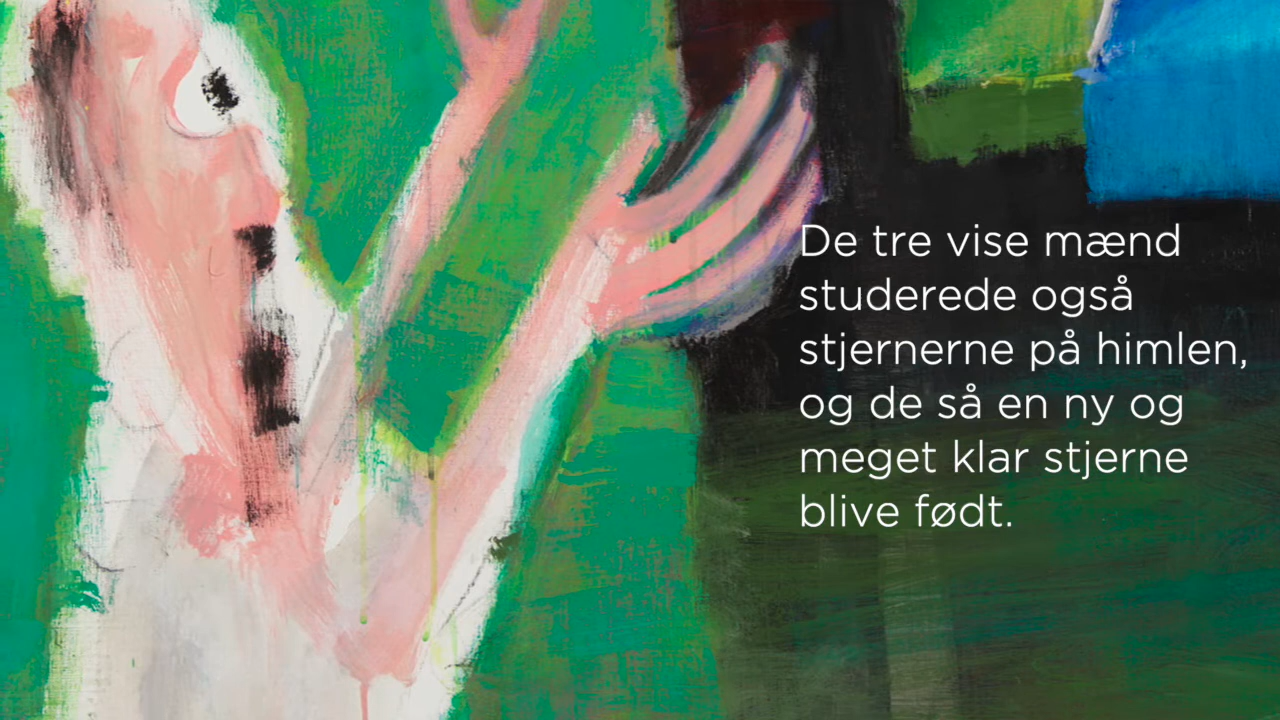 De tre vise mænd
studerede også
stjernerne på himlen,
og de så en ny og
meget klar stjerne
blive født.